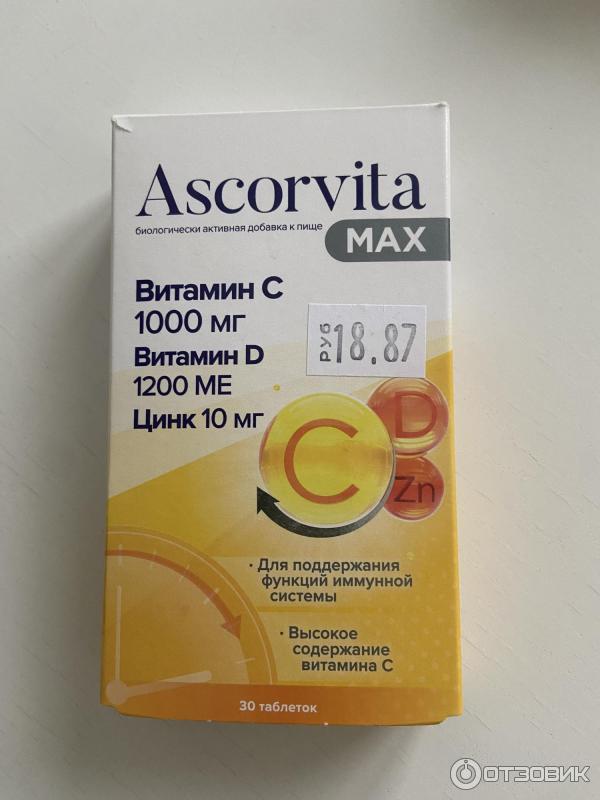 Ascorvita
биологически активная добавка к пище
MAX
Витамин C
1000 мг
Витамин D
1200 МЕ
Цинк 10 мг
РУБ 18.87
C
D
Zn
· Для поддержания
функций иммунной
системы
· Высокое
содержание
витамина С
30 таблеток
ОТЗОВИК